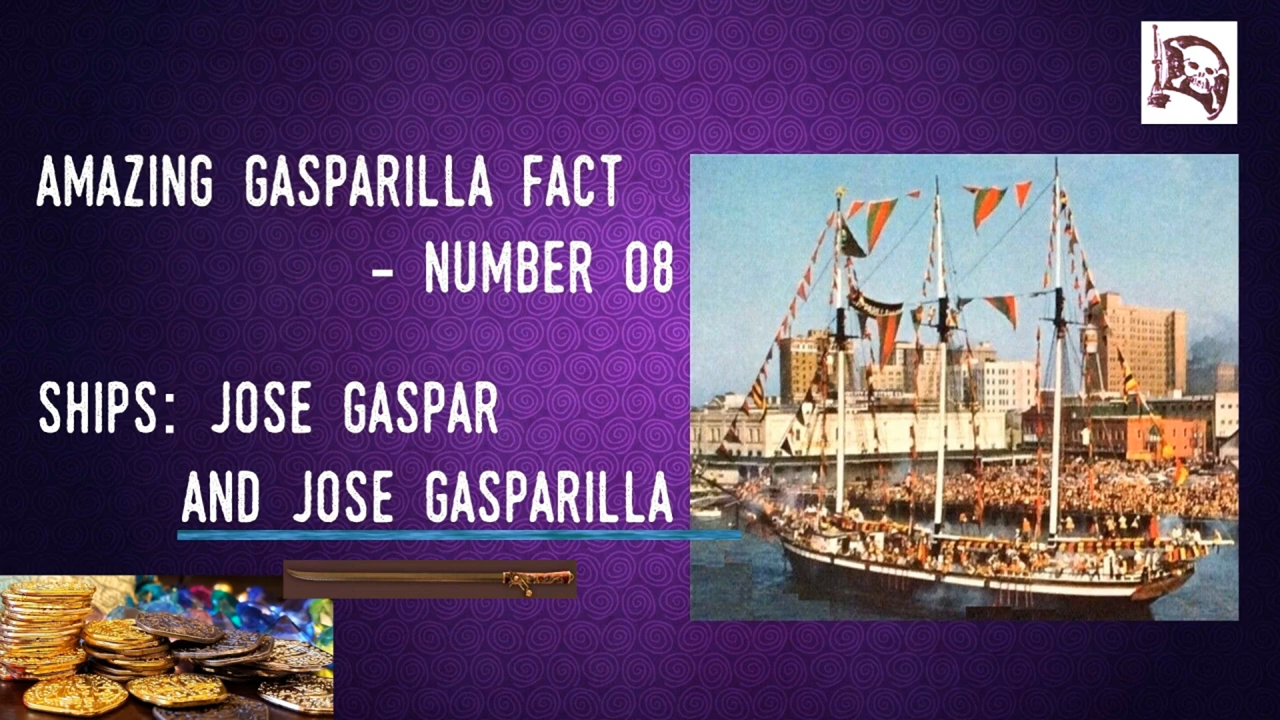 AMAZING GASPARILLA FACT
- NUMBER 08
SHIPS: JOSE GASPAR
AND JOSE GASPARILLA